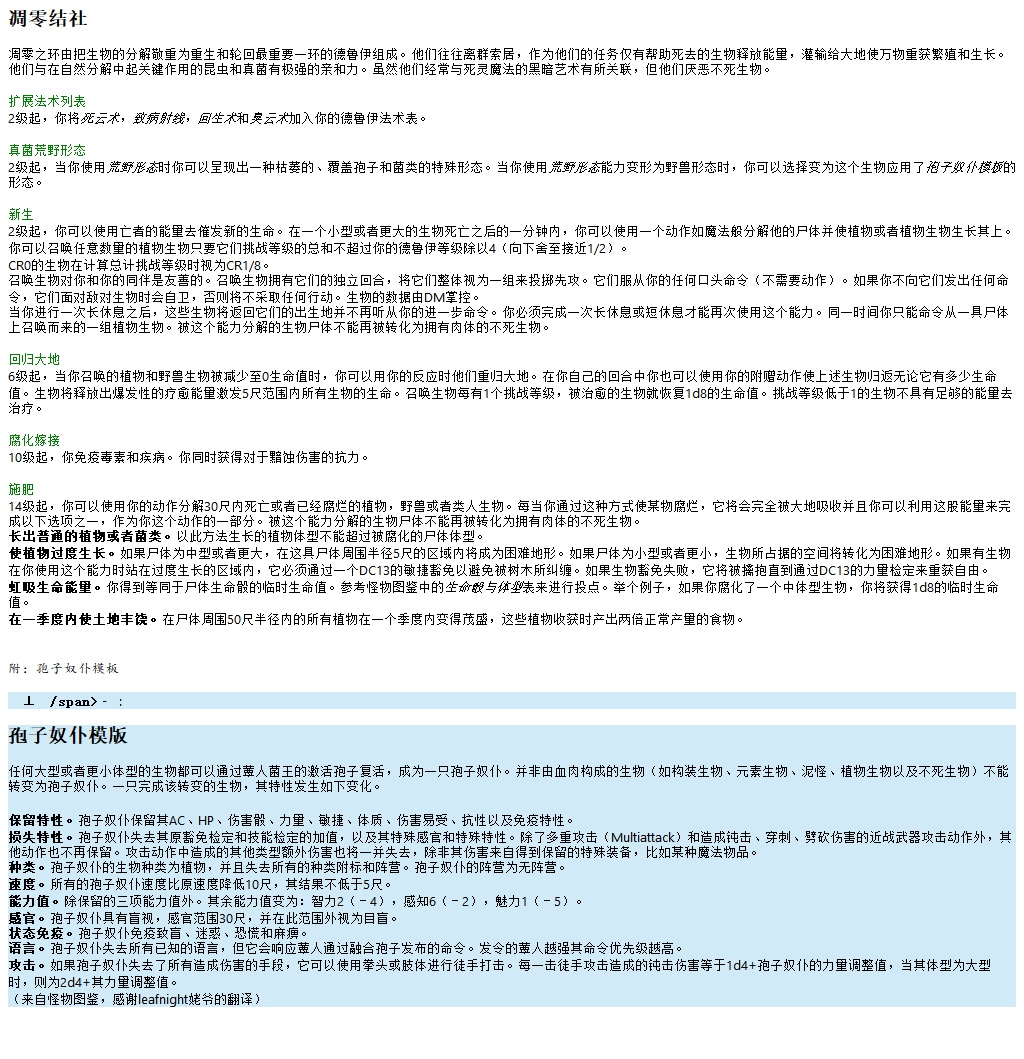 凋零结社
凋零之环由把生物的分解敬重为重生和轮回最重要一环的德鲁伊组成。他们往往离群索居，作为他们的任务仅有帮助死去的生物释放能量，灌输给大地使万物重获繁殖和生长。
他们与在自然分解中起关键作用的昆虫和真菌有极强的亲和力。虽然他们经常与死灵魔法的黑暗艺术有所关联，但他们厌恶不死生物。
扩展法术列表
2级起，你将死云术，致病射线，回生术和臭云术加入你的德鲁伊法术表。
真菌荒野形态
2级起，当你使用荒野形态时你可以呈现出一种枯萎的、覆盖孢子和菌类的特殊形态。当你使用荒野形态能力变形为野兽形态时，你可以选择变为这个生物应用了孢子奴仆模板的
形态。
新生
2级起，你可以使用亡者的能量去催发新的生命。在一个小型或者更大的生物死亡之后的一分钟内，你可以使用一个动作如魔法般分解他的尸体并使植物或者植物生物生长其上。
你可以召唤任意数量的植物生物只要它们挑战等级的总和不超过你的德鲁伊等级除以4（向下舍至接近1/2）。
CR0的生物在计算总计挑战等级时视为CR1/8。
召唤生物对你和你的同伴是友善的。召唤生物拥有它们的独立回合，将它们整体视为一组来投掷先攻。它们服从你的任何口头命令（不需要动作）。如果你不向它们发出任何命
令，它们面对敌对生物时会自卫，否则将不采取任何行动。生物的数据由DM掌控。
当你进行一次长休息之后，这些生物将返回它们的出生地并不再听从你的进一步命令。你必须完成一次长休息或短休息才能再次使用这个能力。同一时间你只能命令从一具尸体
上召唤而来的一组植物生物。被这个能力分解的生物尸体不能再被转化为拥有肉体的不死生物。
回归大地
6级起，当你召唤的植物和野兽生物被减少至0生命值时，你可以用你的反应时他们重归大地。在你自己的回合中你也可以使用你的附赠动作使上述生物归返无论它有多少生命
值。生物将释放出爆发性的疗愈能量激发5尺范围内所有生物的生命。召唤生物每有1个挑战等级，被治愈的生物就恢复1d8的生命值。挑战等级低于1的生物不具有足够的能量去
治疗。
腐化嫁接
10级起，你免疫毒素和疾病。你同时获得对于黯蚀伤害的抗力。
施肥
14级起，你可以使用你的动作分解30尺内死亡或者已经腐烂的植物，野兽或者类人生物。每当你通过这种方式使某物腐烂，它将会完全被大地吸收并且你可以利用这股能量来完
成以下选项之一，作为你这个动作的一部分。被这个能力分解的生物尸体不能再被转化为拥有肉体的不死生物。
长出普通的植物或者菌类。以此方法生长的植物体型不能超过被腐化的尸体体型。
使植物过度生长。如果尸体为中型或者更大，在这具尸体周围半径5尺的区域内将成为困难地形。如果尸体为小型或者更小，生物所占据的空间将转化为困难地形。如果有生物
在你使用这个能力时站在过度生长的区域内，它必须通过一个DC13的敏捷豁免以避免被树木所纠缠。如果生物豁免失败，它将被擒抱直到通过DC13的力量检定来重获自由。
虹吸生命能量。你得到等同于尸体生命骰的临时生命值。参考怪物图鉴中的生命骰与体型表来进行投点。举个例子，如果你腐化了一个中体型生物，你将获得1d8的临时生命
值。
在一季度内使土地丰饶。在尸体周围50尺半径内的所有植物在一个季度内变得茂盛，这些植物收获时产出两倍正常产量的食物。
附：孢子奴仆模板
⊥ /span> - ：
孢子奴仆模版
任何大型或者更小体型的生物都可以通过蕈人菌王的激活孢子复活，成为一只孢子奴仆。并非由血肉构成的生物（如构装生物、元素生物、泥怪、植物生物以及不死生物）不能
转变为孢子奴仆。一只完成该转变的生物，其特性发生如下变化。
保留特性。孢子奴仆保留其AC、HP、伤害骰、力量、敏捷、体质、伤害易受、抗性以及免疫特性。
损失特性。孢子奴仆失去其原豁免检定和技能检定的加值，以及其特殊感官和特殊特性。除了多重攻击（Multiattack）和造成钝击、穿刺、劈砍伤害的近战武器攻击动作外，其
他动作也不再保留。攻击动作中造成的其他类型额外伤害也将一并失去，除非其伤害来自得到保留的特殊装备，比如某种魔法物品。
种类。孢子奴仆的生物种类为植物，并且失去所有的种类附标和阵营。孢子奴仆的阵营为无阵营。
速度。所有的孢子奴仆速度比原速度降低10尺，其结果不低于5尺。
能力值。除保留的三项能力值外。其余能力值变为：智力2（－4），感知6（－2），魅力1（－5）。
感官。孢子奴仆具有盲视，感官范围30尺，并在此范围外视为目盲。
状态免疫。孢子奴仆免疫致盲、迷惑、恐慌和麻痹。
语言。孢子奴仆失去所有已知的语言，但它会响应蕈人通过融合孢子发布的命令。发令的蕈人越强其命令优先级越高。
攻击。如果孢子奴仆失去了所有造成伤害的手段，它可以使用拳头或肢体进行徒手打击。每一击徒手攻击造成的钝击伤害等于1d4+孢子奴仆的力量调整值，当其体型为大型
时，则为2d4+其力量调整值。
（来自怪物图鉴，感谢leafnight姥爷的翻译）